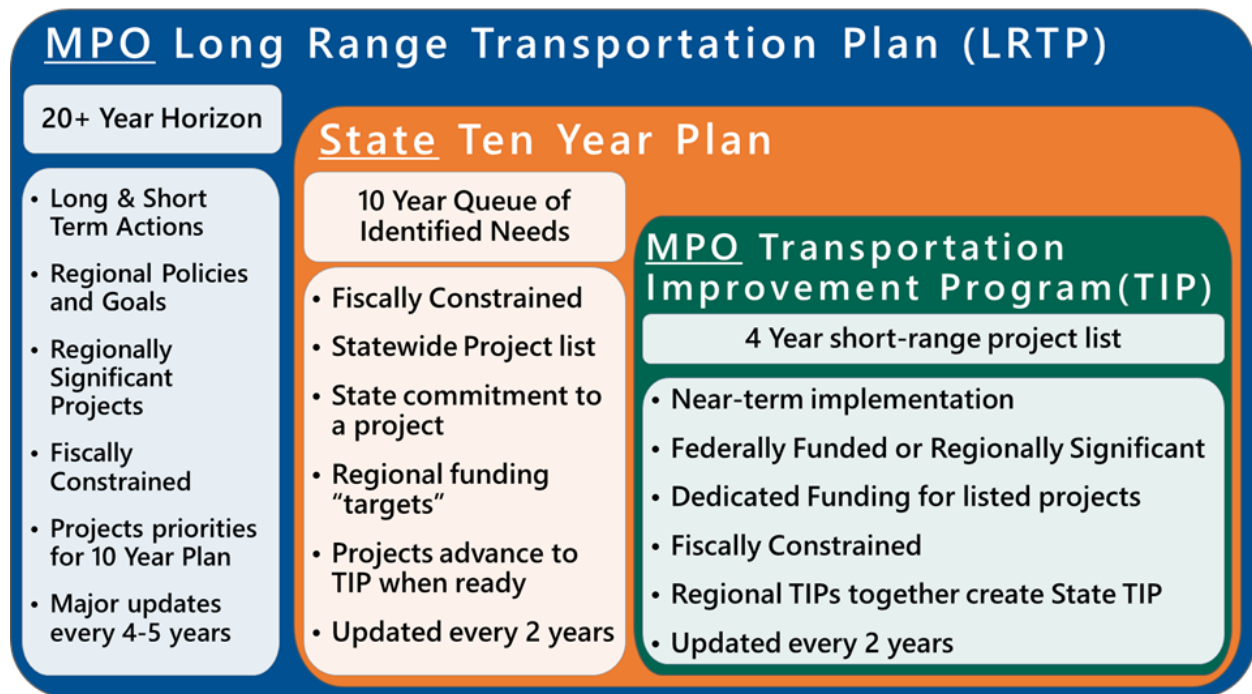 MPO Long Range Transportation Plan (LRTP)
20+ Year Horizon
• Long & Short
Term Actions
• Regional Policies
and Goals
• Regionally
Significant
Projects
• Fiscally
Constrained
• Projects priorities
for 10 Year Plan
• Major updates
every 4-5 years
State Ten Year Plan
10 Year Queue of
Identified Needs
• Fiscally Constrained
• Statewide Project list
• State commitment to
a project
• Regional funding
“targets”
• Projects advance to
TIP when ready
• Updated every 2 years
MPO Transportation
Improvement Program(TIP)
4 Year short-range project list
• Near-term implementation
• Federally Funded or Regionally Significant
• Dedicated Funding for listed projects
• Fiscally Constrained
• Regional TIPs together create State TIP
• Updated every 2 years